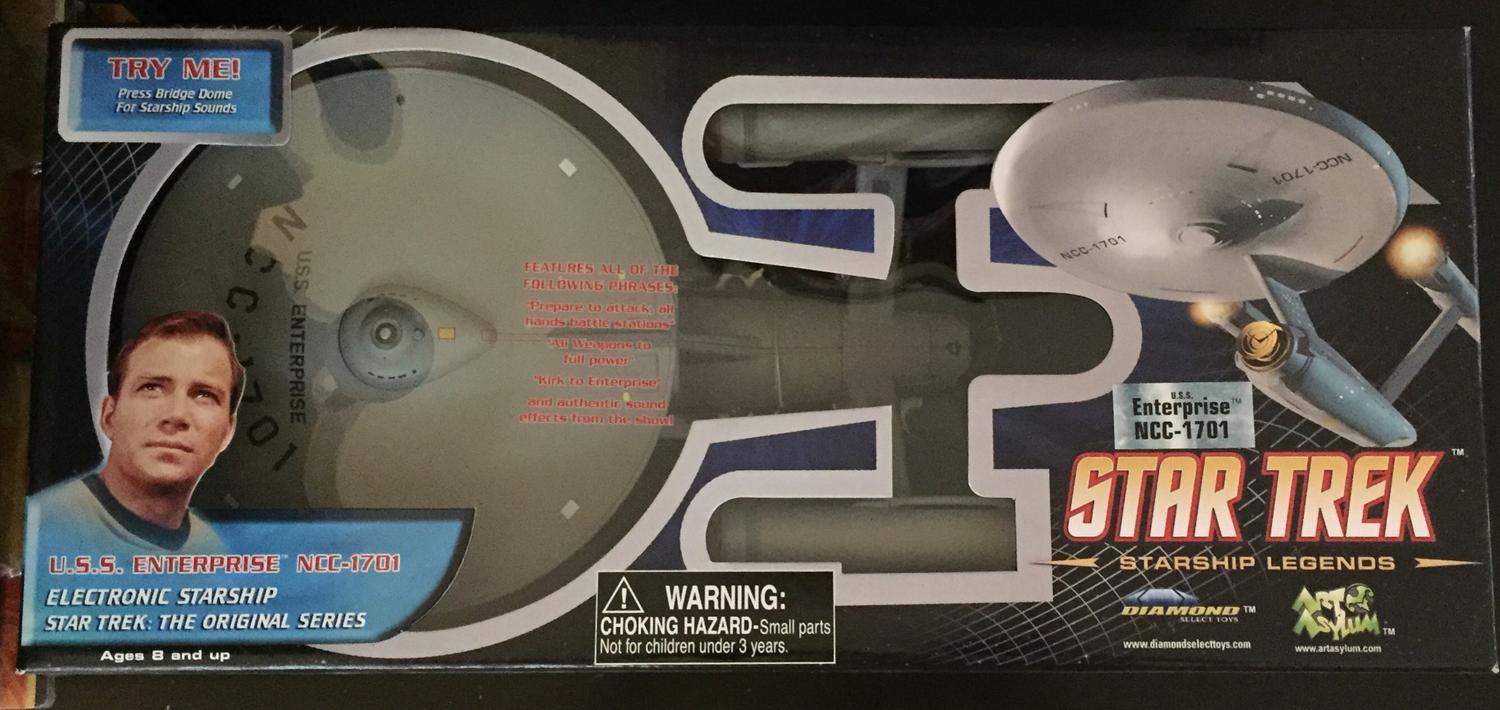 TRY ME!
Press Bridge Dome
For Starship Sounds
NCC-1701
U.S.S. ENTERPRISE
FEATURES ALL OF THE
FOLLOWING PHRASES:
"Prepare to attack, all
hands battle stations"
"All Weapons to
full power"
"Kirk to Enterprise"
and authentic sound
effects from the show!
NCC-1701
NCC-1701
U.S.S.
Enterprise™
NCC-1701
STAR TREK™
STARSHIP LEGENDS
U.S.S. ENTERPRISE™ NCC-1701
ELECTRONIC STARSHIP
STAR TREK: THE ORIGINAL SERIES
Ages 8 and up
WARNING:
CHOKING HAZARD-Small parts
Not for children under 3 years.
DIAMOND™
SELECT TOYS
www.diamondselecttoys.com
ART
ASYLUM™
www.artasylum.com